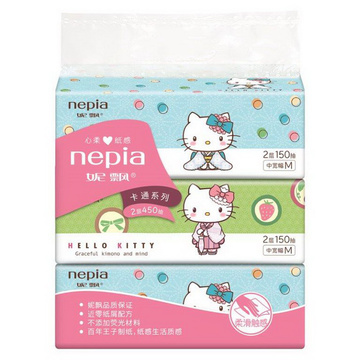 nepia
妮飘®
2层150抽
中宽幅M
心柔 纸感
nepia
妮飘®
卡通系列
2层450抽
HELLO KITTY
Graceful kimono and mind
2层150抽
中宽幅M
nepia
妮飘品质保证
近零纸屑配方
不添加荧光材料
百年王子制纸,纸感生活质感
柔滑触感